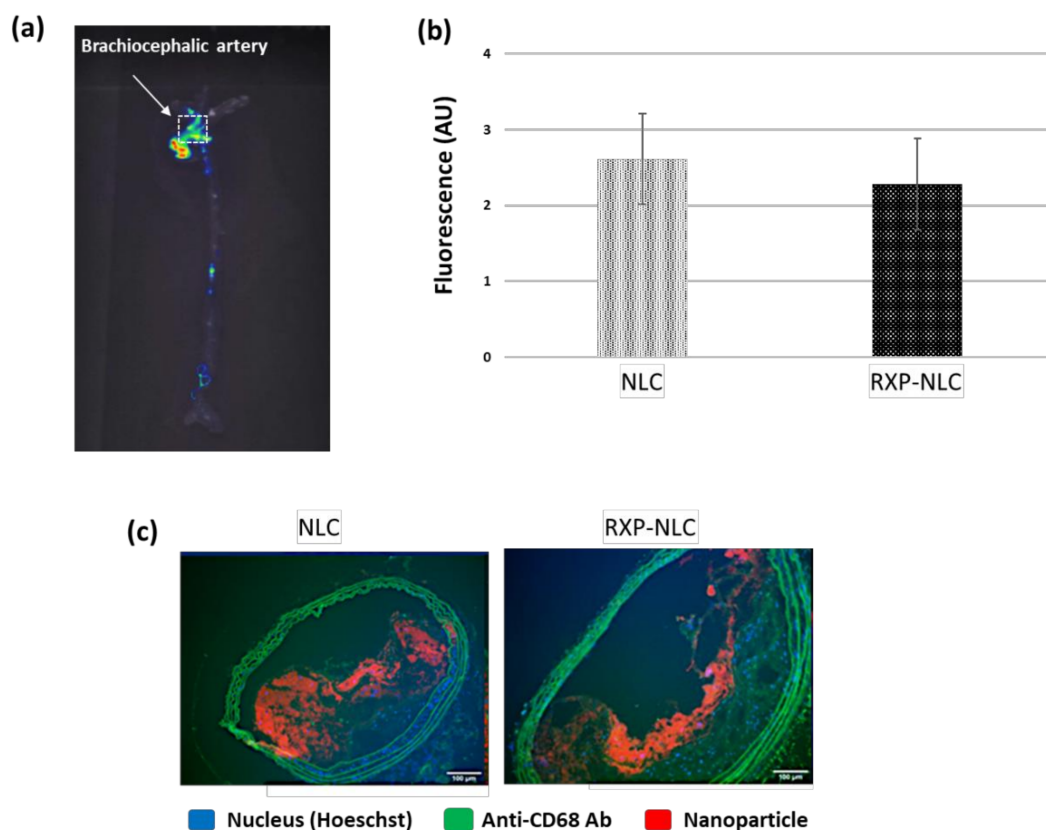 (a)
Brachiocephalic artery
(b)
Fluorescence (AU)
4
3
2
1
0
NLC
RXP-NLC
(c)
NLC
RXP-NLC
100 μm
100 μm
Nucleus (Hoeschst)
Anti-CD68 Ab
Nanoparticle